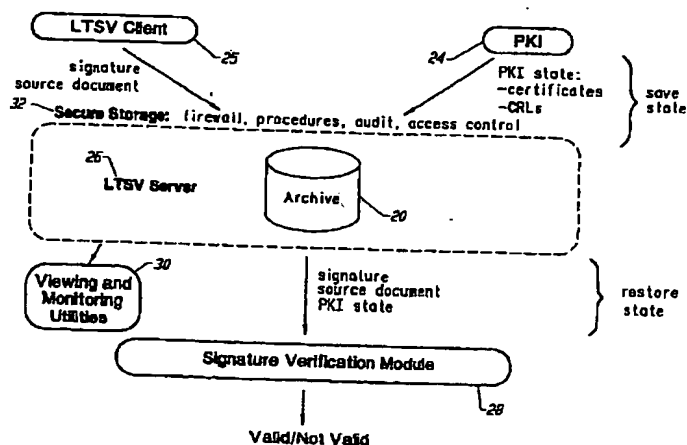 LTSV Client
25
24
PKI
signature
source document
PKI state:
-certificates
-CRLs
save
state
32
Secure Storage: firewall, procedures, audit, access control
26
LTSV Server
Archive
20
30
Viewing and
Monitoring
Utilities
signature
source document
PKI state
restore
state
Signature Verification Module
28
Valid/Not Valid